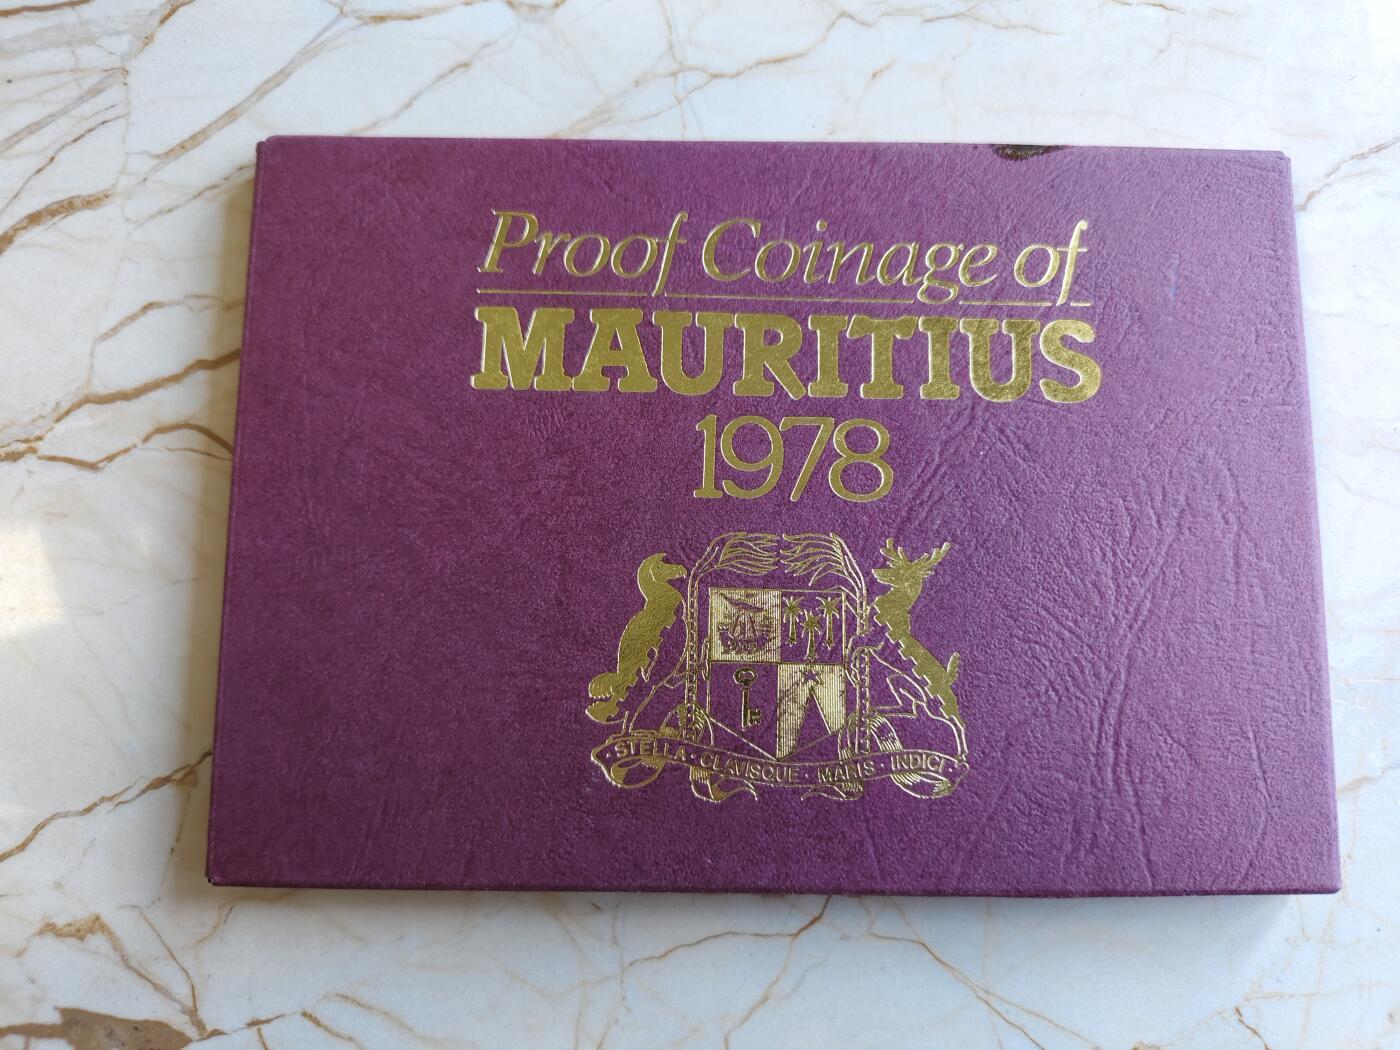 Proof Coinage of
MAURITIUS
1978
· STELLA · CLAVISQUE · MARIS · INDICI ·